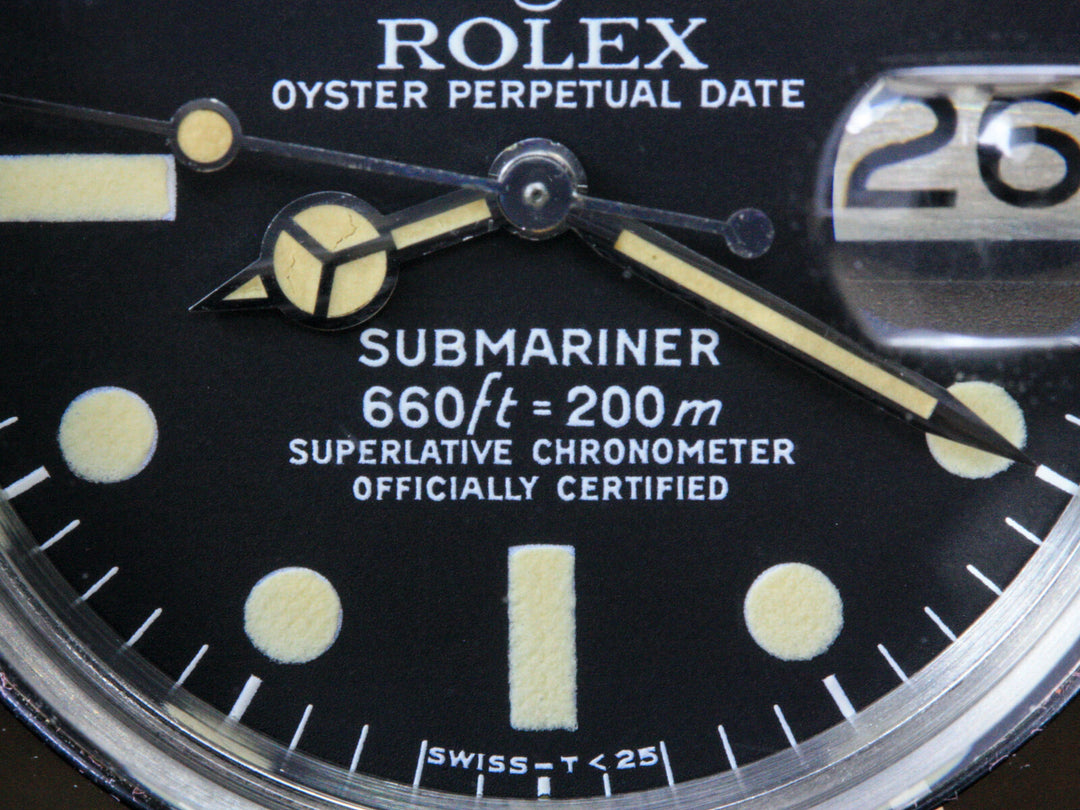 ROLEX
OYSTER PERPETUAL DATE
26
SUBMARINER
660ft = 200m
SUPERLATIVE CHRONOMETER
OFFICIALLY CERTIFIED
SWISS–T<25